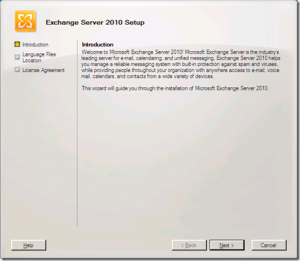 Exchange Server 2010 Setup
Introduction
Language Files
Location
License Agreement
Introduction
Welcome to Microsoft Exchange Server 2010! Microsoft Exchange Server is the industry's
leading server for e-mail, calendaring, and unified messaging. Exchange Server 2010 helps
you manage a reliable messaging system with built-in protection against spam and viruses,
while providing people throughout your organization with anywhere access to e-mail, voice
mail, calendars, and contacts from a wide variety of devices.
This wizard will guide you through the installation of Microsoft Exchange Server 2010.
Help
< Back
Next >
Cancel